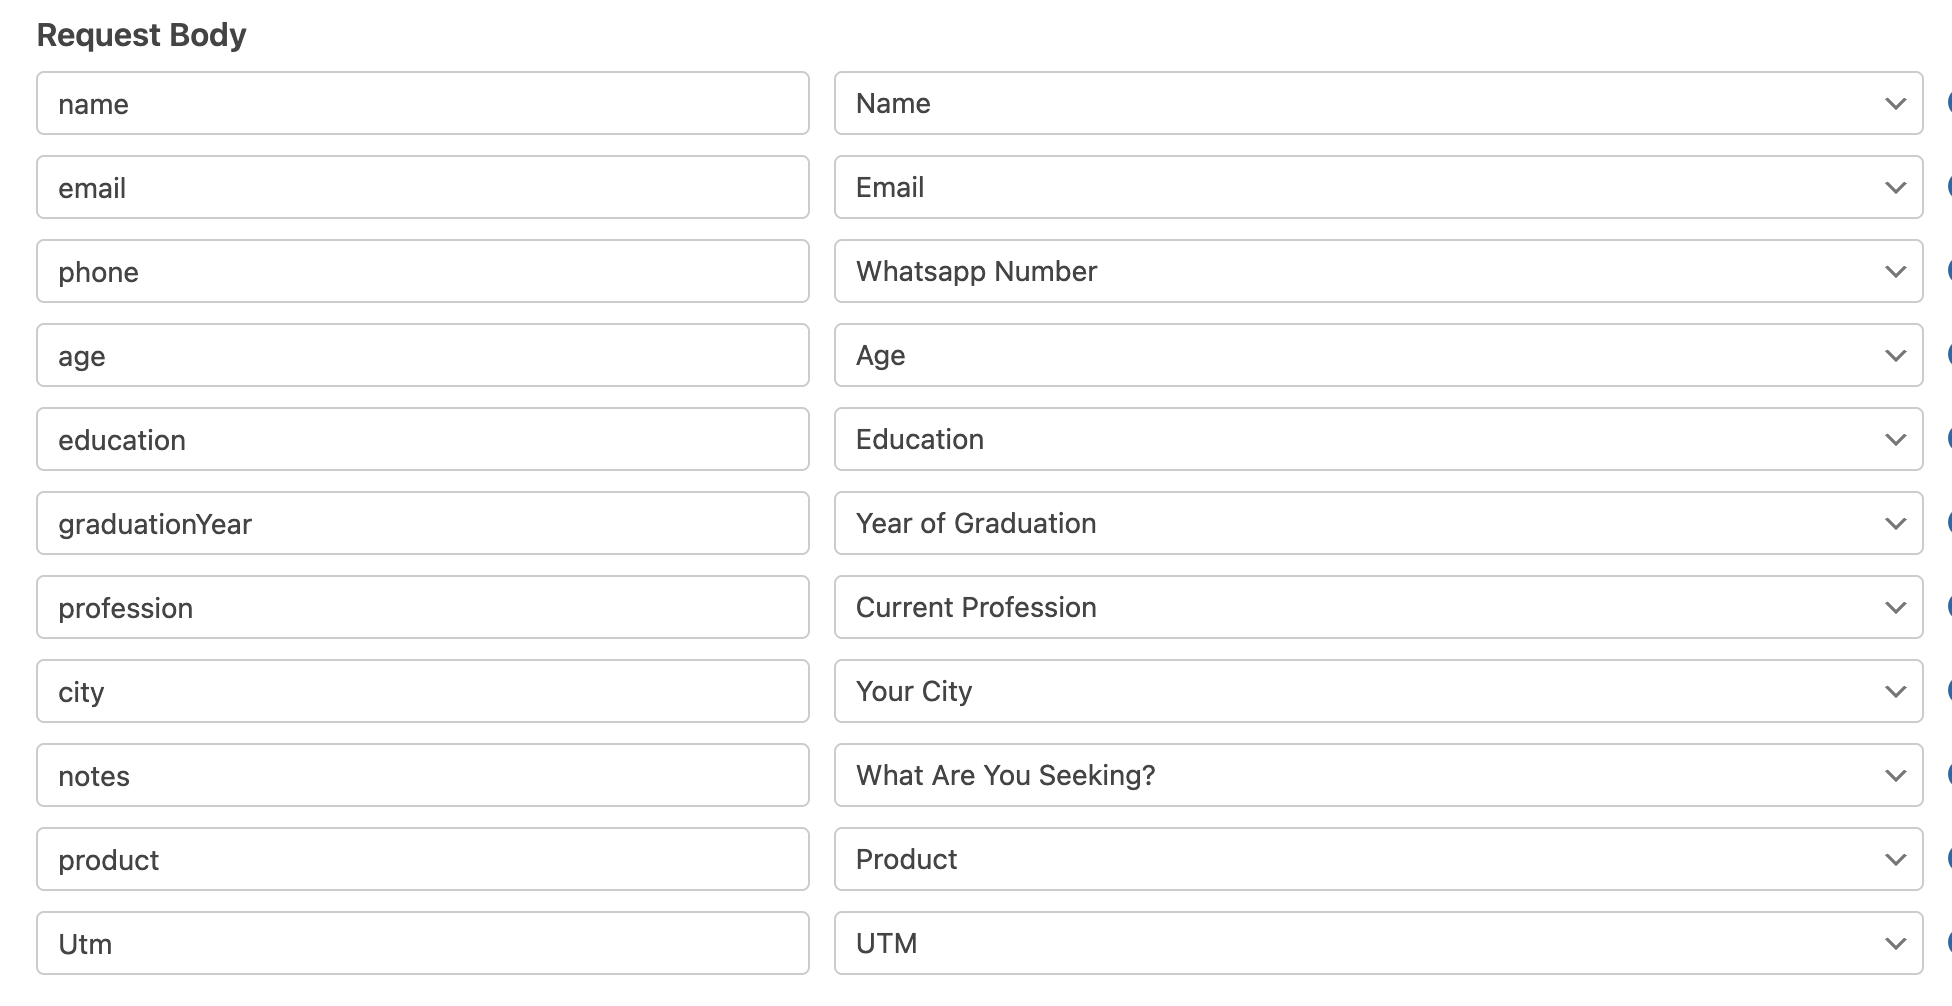 Request Body
name
Name
email
Email
phone
Whatsapp Number
age
Age
education
Education
graduationYear
Year of Graduation
profession
Current Profession
city
Your City
notes
What Are You Seeking?
product
Product
Utm
UTM